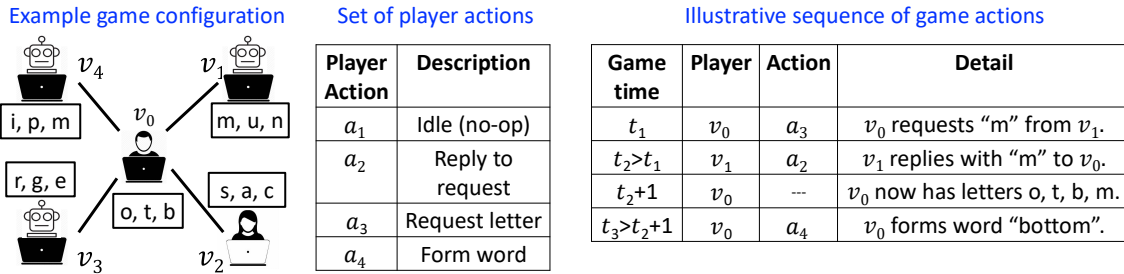 Example game configuration
v4
v1
i, p, m
v0
m, u, n
r, g, e
s, a, c
o, t, b
v3
v2
Set of player actions
Player Action | Description
a1 | Idle (no-op)
a2 | Reply to request
a3 | Request letter
a4 | Form word
Illustrative sequence of game actions
Game time | Player | Action | Detail
t1 | v0 | a3 | v0 requests “m” from v1.
t2>t1 | v1 | a2 | v1 replies with “m” to v0.
t2+1 | v0 | --- | v0 now has letters o, t, b, m.
t3>t2+1 | v0 | a4 | v0 forms word “bottom”.